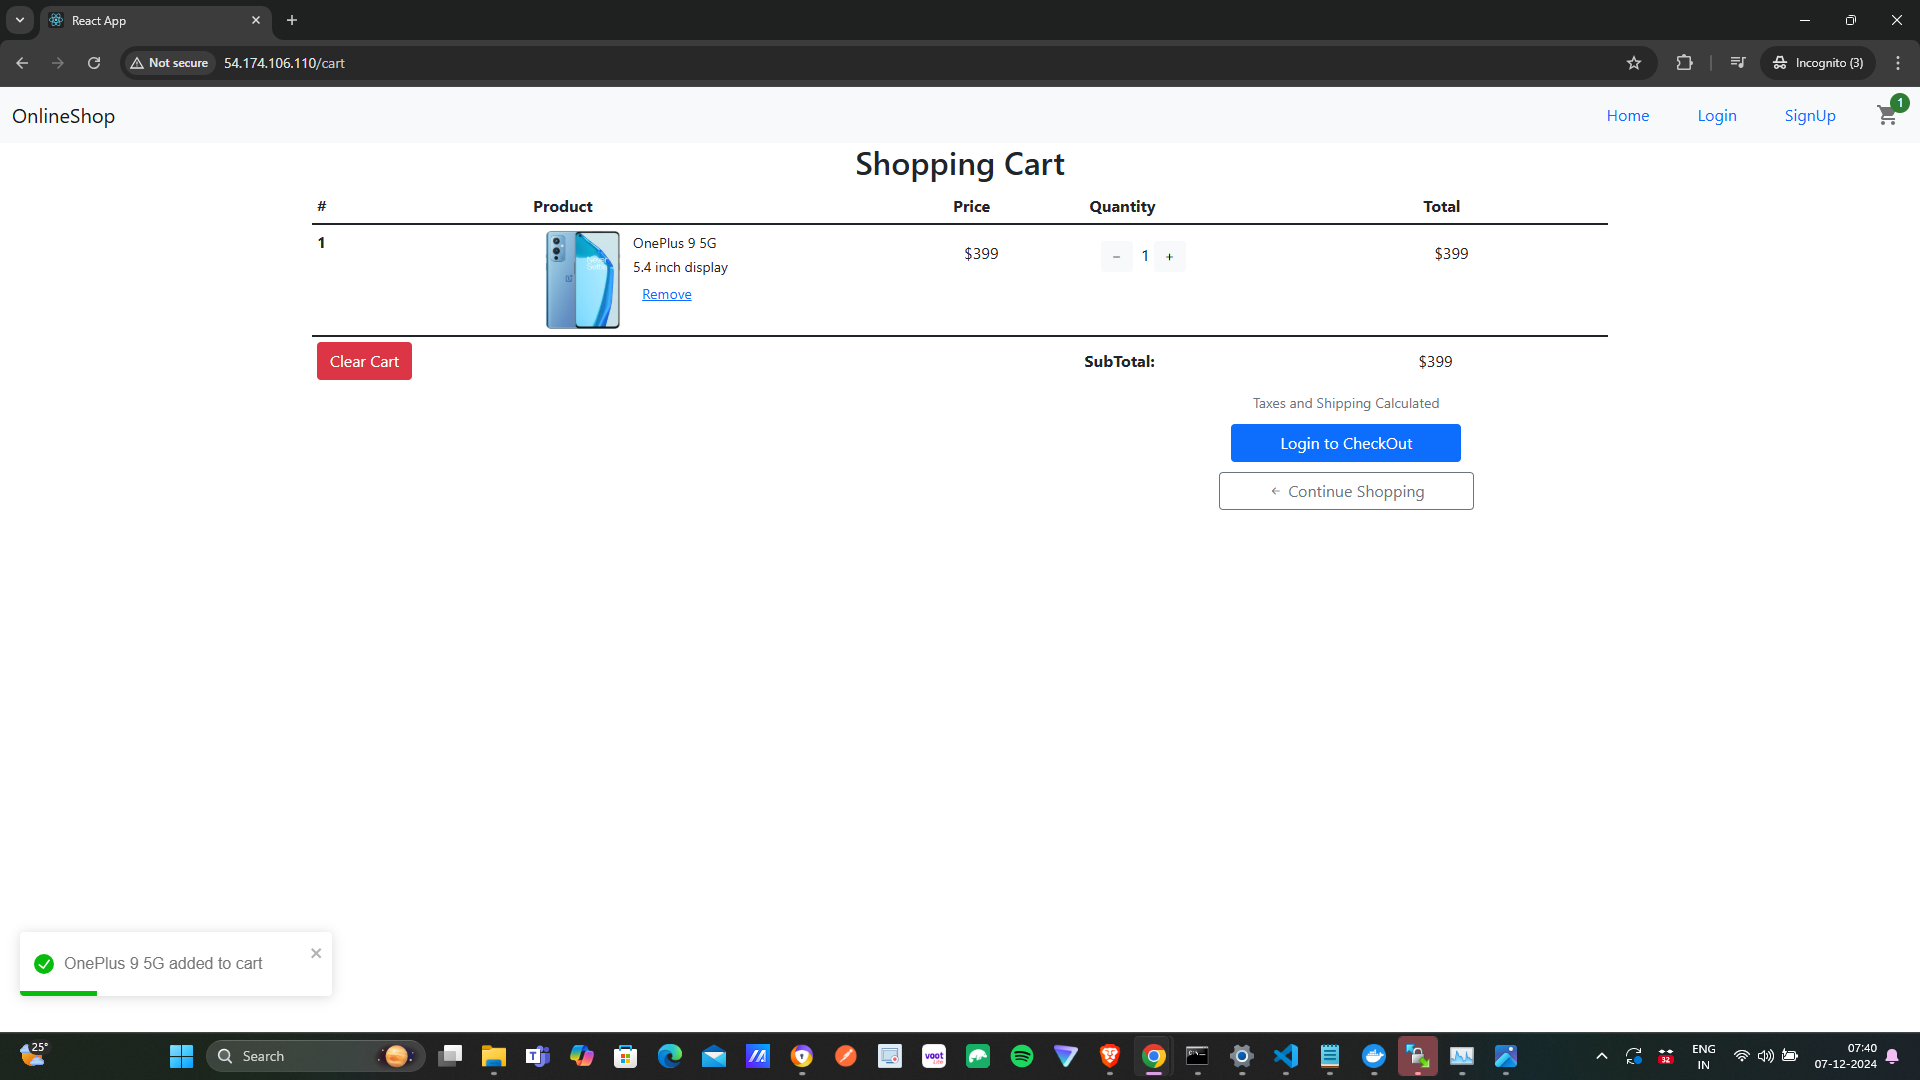 React App
Not secure 54.174.106.110/cart
Incognito (3)
OnlineShop
Home Login SignUp 1
Shopping Cart
# Product Price Quantity Total
1 OnePlus 9 5G $399 − 1 + $399
5.4 inch display
Remove
Clear Cart SubTotal: $399
Taxes and Shipping Calculated
Login to CheckOut
← Continue Shopping
OnePlus 9 5G added to cart
25°
Search
voot
32
ENG
IN
07:40
07-12-2024